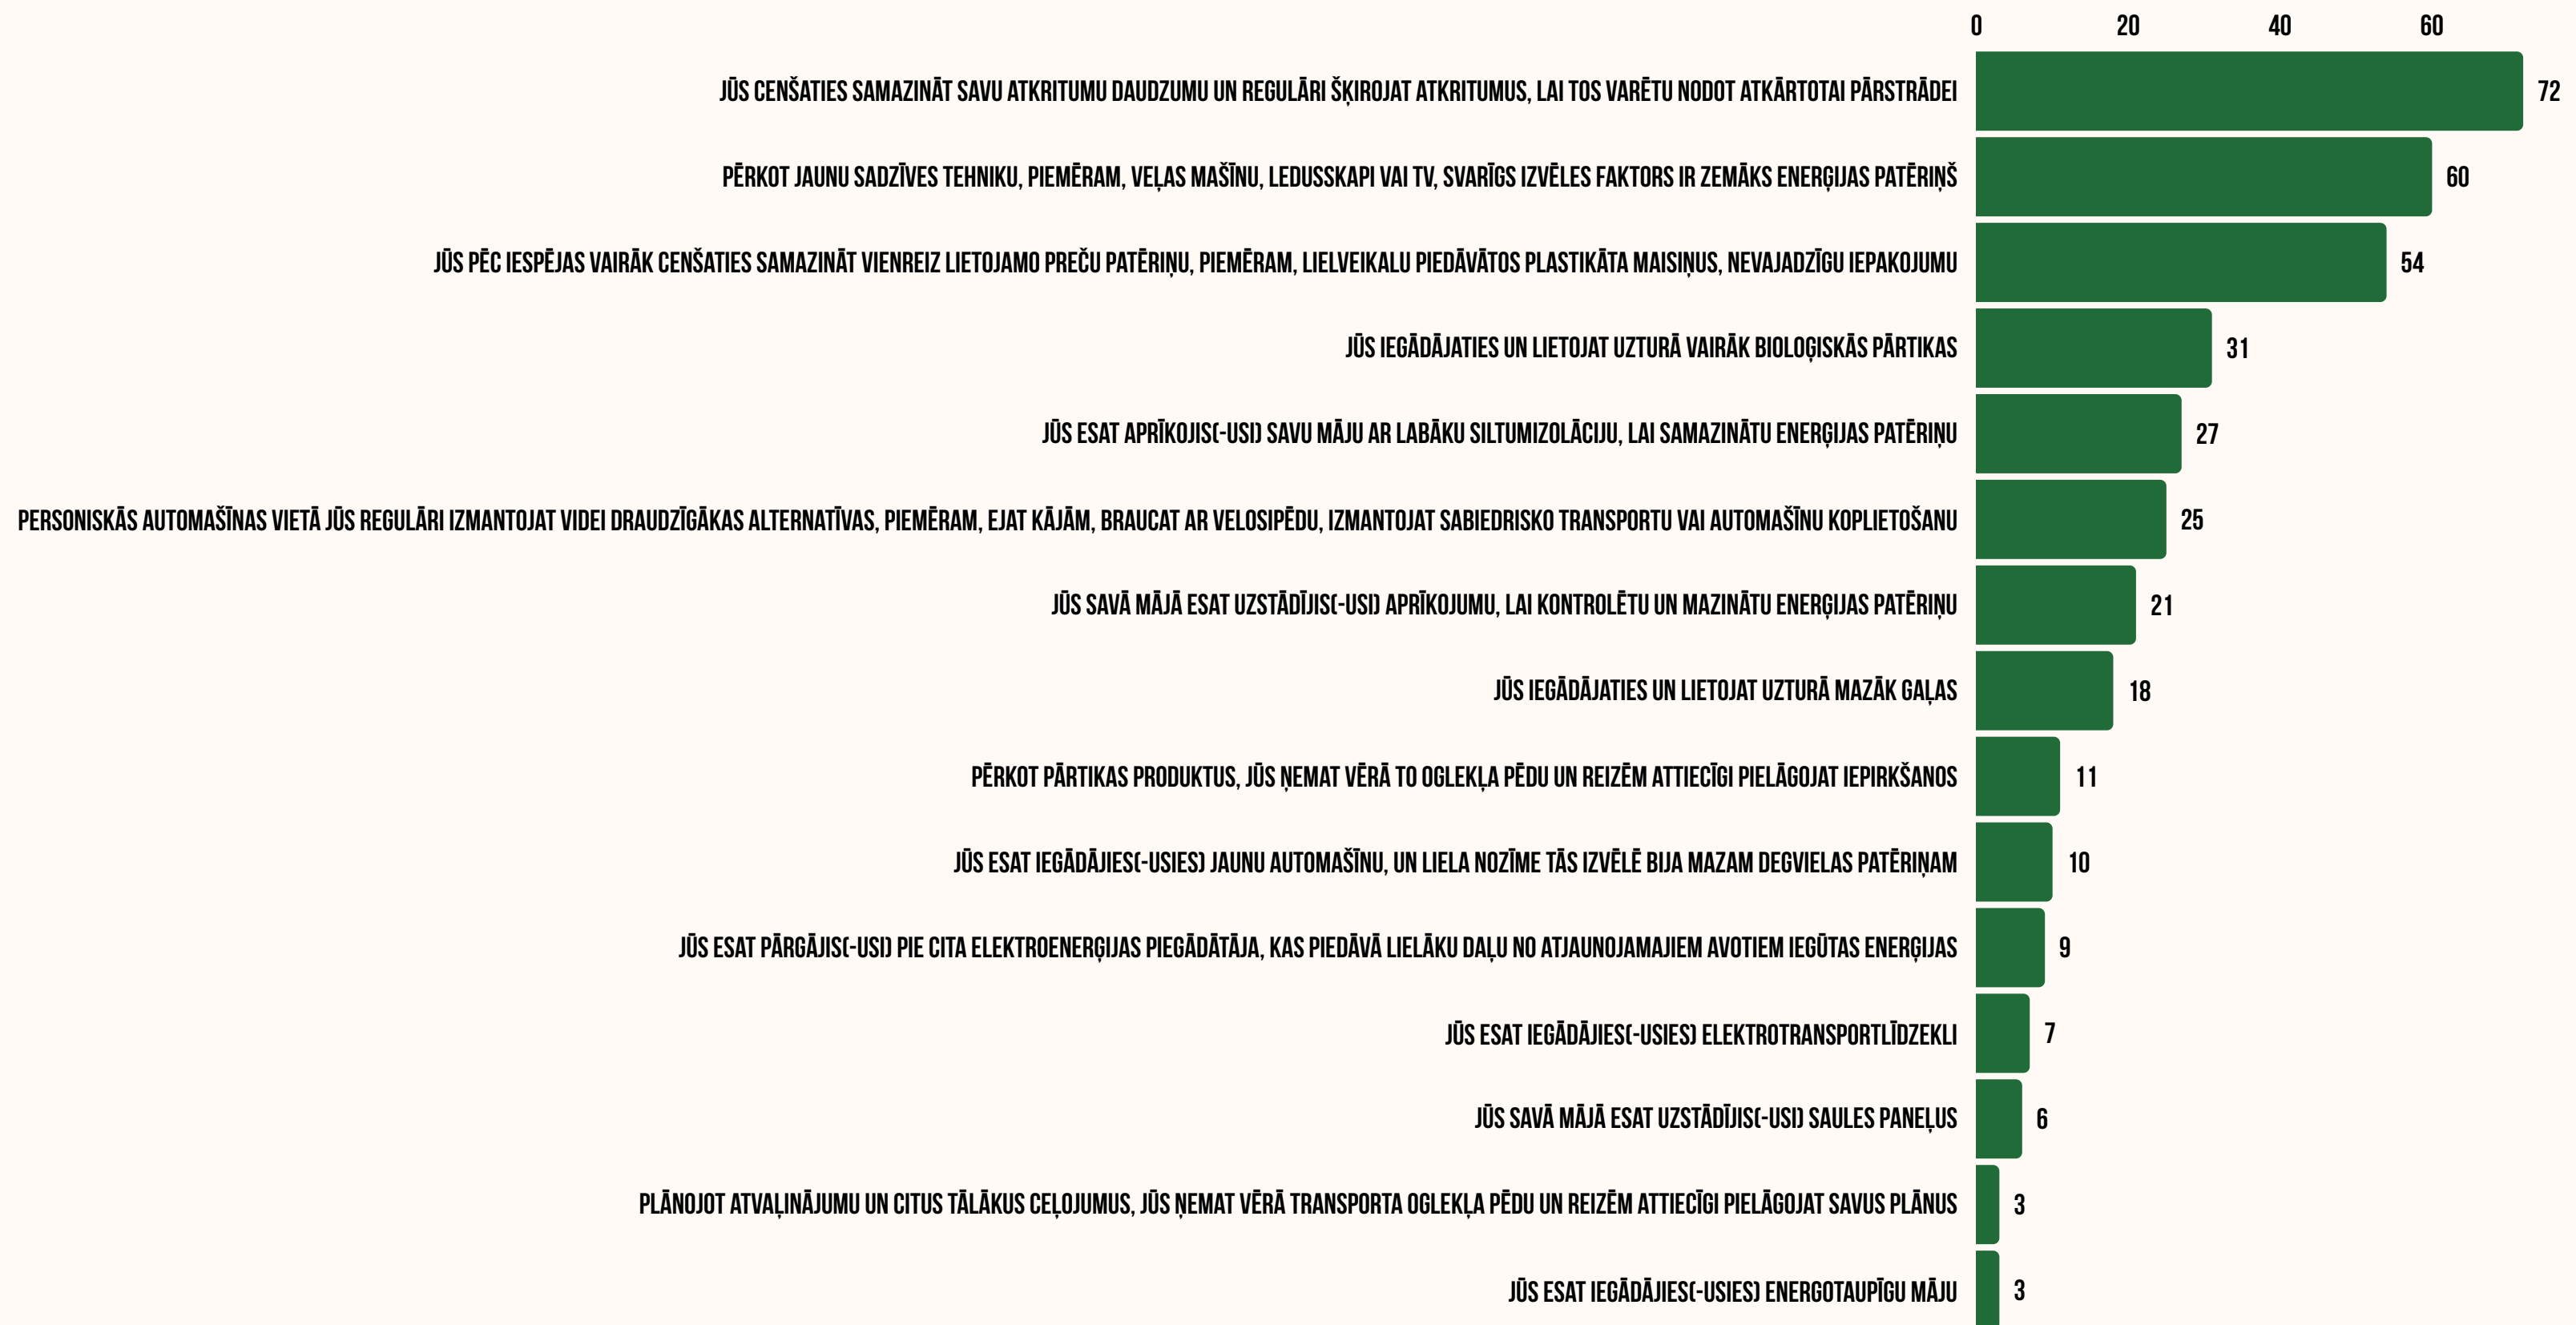 0 20 40 60
JŪS CENŠATIES SAMAZINĀT SAVU ATKRITUMU DAUDZUMU UN REGULĀRI ŠĶIROJAT ATKRITUMUS, LAI TOS VARĒTU NODOT ATKĀRTOTAI PĀRSTRĀDEI 72
PĒRKOT JAUNU SADZĪVES TEHNIKU, PIEMĒRAM, VEĻAS MAŠĪNU, LEDUSSKAPI VAI TV, SVARĪGS IZVĒLES FAKTORS IR ZEMĀKS ENERĢIJAS PATĒRIŅŠ 60
JŪS PĒC IESPĒJAS VAIRĀK CENŠATIES SAMAZINĀT VIENREIZ LIETOJAMO PREČU PATĒRIŅU, PIEMĒRAM, LIELVEIKALU PIEDĀVĀTOS PLASTIKĀTA MAISIŅUS, NEVAJADZĪGU IEPAKOJUMU 54
JŪS IEGĀDĀJATIES UN LIETOJAT UZTURĀ VAIRĀK BIOLOĢISKĀS PĀRTIKAS 31
JŪS ESAT APRĪKOJIS(-USI) SAVU MĀJU AR LABĀKU SILTUMIZOLĀCIJU, LAI SAMAZINĀTU ENERĢIJAS PATĒRIŅU 27
PERSONISKĀS AUTOMAŠĪNAS VIETĀ JŪS REGULĀRI IZMANTOJAT VIDEI DRAUDZĪGĀKAS ALTERNATĪVAS, PIEMĒRAM, EJAT KĀJĀM, BRAUCAT AR VELOSIPĒDU, IZMANTOJAT SABIEDRISKO TRANSPORTU VAI AUTOMAŠĪNU KOPLIETOŠANU 25
JŪS SAVĀ MĀJĀ ESAT UZSTĀDĪJIS(-USI) APRĪKOJUMU, LAI KONTROLĒTU UN MAZINĀTU ENERĢIJAS PATĒRIŅU 21
JŪS IEGĀDĀJATIES UN LIETOJAT UZTURĀ MAZĀK GAĻAS 18
PĒRKOT PĀRTIKAS PRODUKTUS, JŪS ŅEMAT VĒRĀ TO OGLEKĻA PĒDU UN REIZĒM ATTIECĪGI PIELĀGOJAT IEPIRKŠANOS 11
JŪS ESAT IEGĀDĀJIES(-USIES) JAUNU AUTOMAŠĪNU, UN LIELA NOZĪME TĀS IZVĒLĒ BIJA MAZAM DEGVIELAS PATĒRIŅAM 10
JŪS ESAT PĀRGĀJIS(-USI) PIE CITA ELEKTROENERĢIJAS PIEGĀDĀTĀJA, KAS PIEDĀVĀ LIELĀKU DAĻU NO ATJAUNOJAMAJIEM AVOTIEM IEGŪTAS ENERĢIJAS 9
JŪS ESAT IEGĀDĀJIES(-USIES) ELEKTROTRANSPORTLĪDZEKLI 7
JŪS SAVĀ MĀJĀ ESAT UZSTĀDĪJIS(-USI) SAULES PANEĻUS 6
PLĀNOJOT ATVAĻINĀJUMU UN CITUS TĀLĀKUS CEĻOJUMUS, JŪS ŅEMAT VĒRĀ TRANSPORTA OGLEKĻA PĒDU UN REIZĒM ATTIECĪGI PIELĀGOJAT SAVUS PLĀNUS 3
JŪS ESAT IEGĀDĀJIES(-USIES) ENERGOTAUPĪGU MĀJU 3